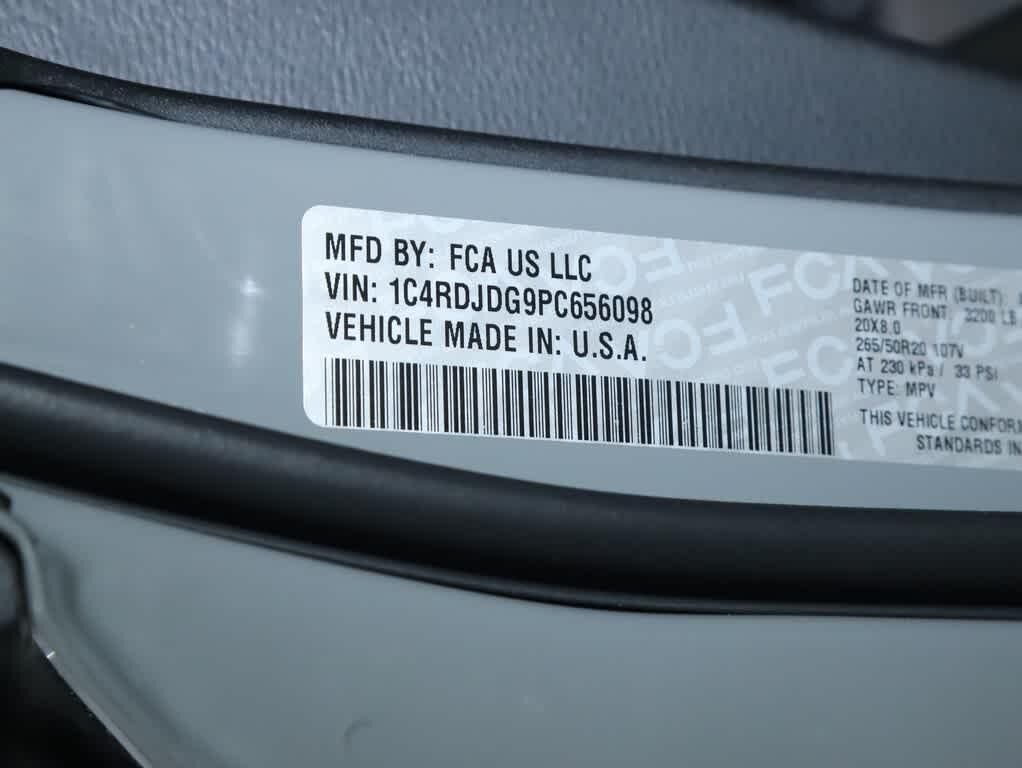 MFD BY: FCA US LLC
VIN: 1C4RDJDG9PC656098
VEHICLE MADE IN: U.S.A.
DATE OF MFR (BUILT)
GAWR FRONT 3200 LB
20X8.0
265/50R20 107V
AT 230 kPa / 33 PSI
TYPE: MPV
THIS VEHICLE
STANDARDS IN